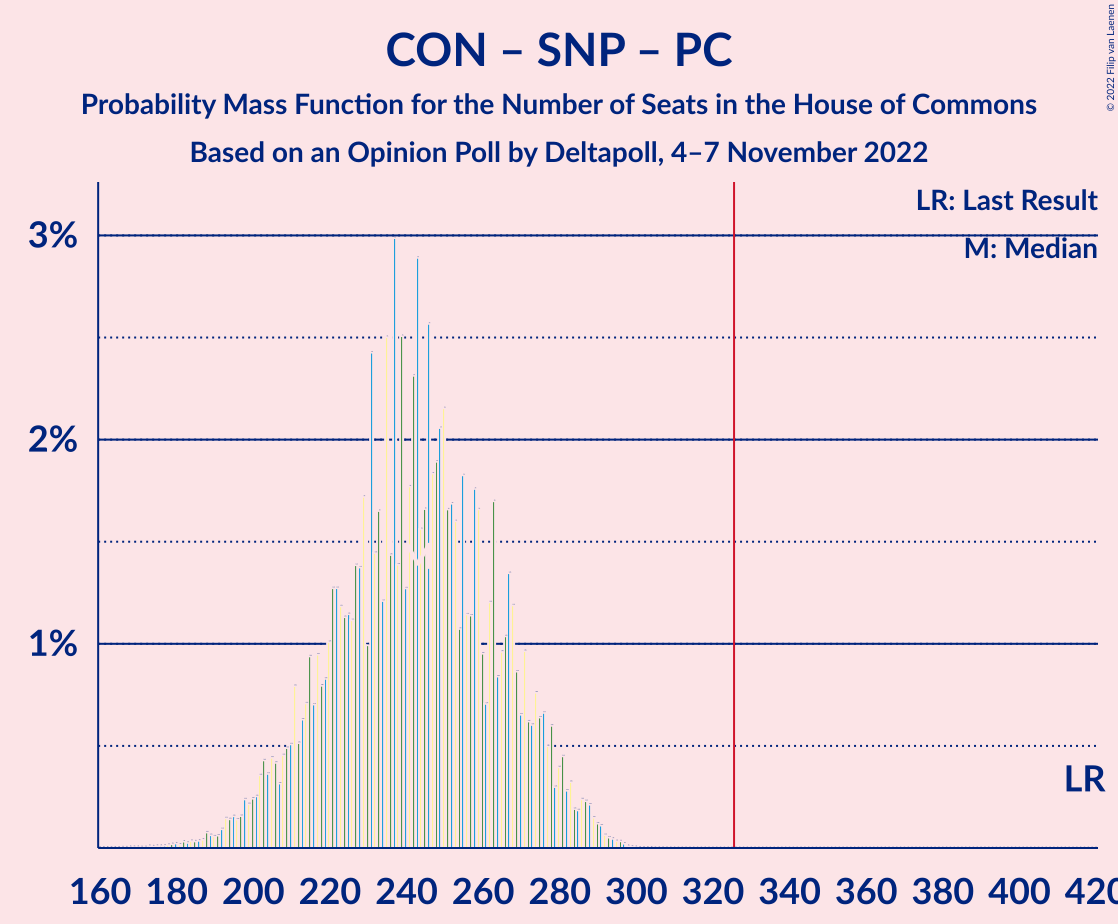 CON – SNP – PC
Probability Mass Function for the Number of Seats in the House of Commons
Based on an Opinion Poll by Deltapoll, 4–7 November 2022
© 2022 Filip van Laenen
LR: Last Result
M: Median
3%
2%
1%
LR
160 180 200 220 240 260 280 300 320 340 360 380 400 420